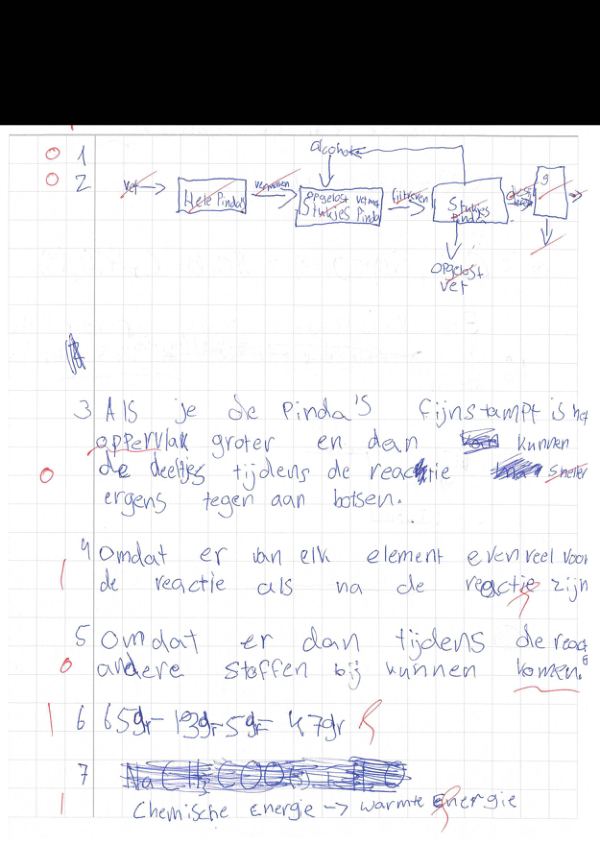 0 1
alcohol
0 2
vet → Hele Pinda's vermalen Opgelost vet met Stukjes Pinda filtreren Stukjes Pinda
Opgelost
vet
3 Als je de Pinda's fijnstampt is het
oppervlak groter en dan kunnen
0 de deeltjes tijdens de reactie sneller
ergens tegen aan botsen.
4 Omdat er van elk element evenveel voor
1 de reactie als na de reactie zijn
5 Omdat er dan tijdens de react
0 andere stoffen bij kunnen komen.
1 6 65gr-13gr-5gr= 47gr
7
1 Chemische Energie -> warmte Energie